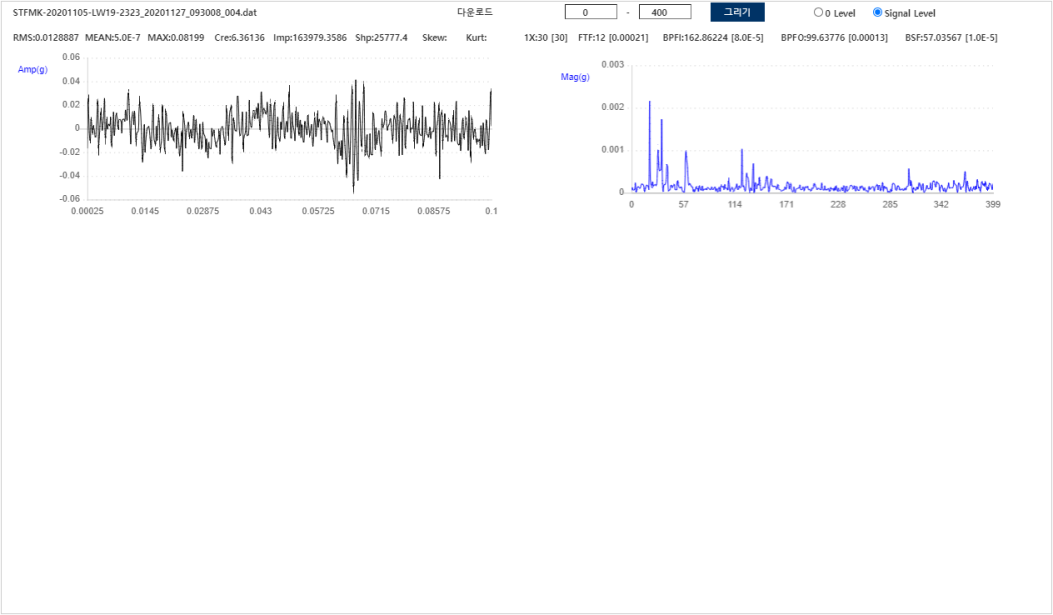 STFMK-20201105-LW19-2323_20201127_093008_004.dat 다운로드 0 - 400 그리기 0 Level Signal Level
RMS:0.0128887 MEAN:5.0E-7 MAX:0.08199 Cre:6.36136 Imp:163979.3586 Shp:25777.4 Skew: Kurt: 1X:30 [30] FTF:12 [0.00021] BPFI:162.86224 [8.0E-5] BPFO:99.63776 [0.00013] BSF:57.03567 [1.0E-5]
Amp(g)
0.06
0.04
0.02
0
-0.02
-0.04
-0.06
0.00025 0.0145 0.02875 0.043 0.05725 0.0715 0.08575 0.1
Mag(g)
0.003
0.002
0.001
0
0 57 114 171 228 285 342 399